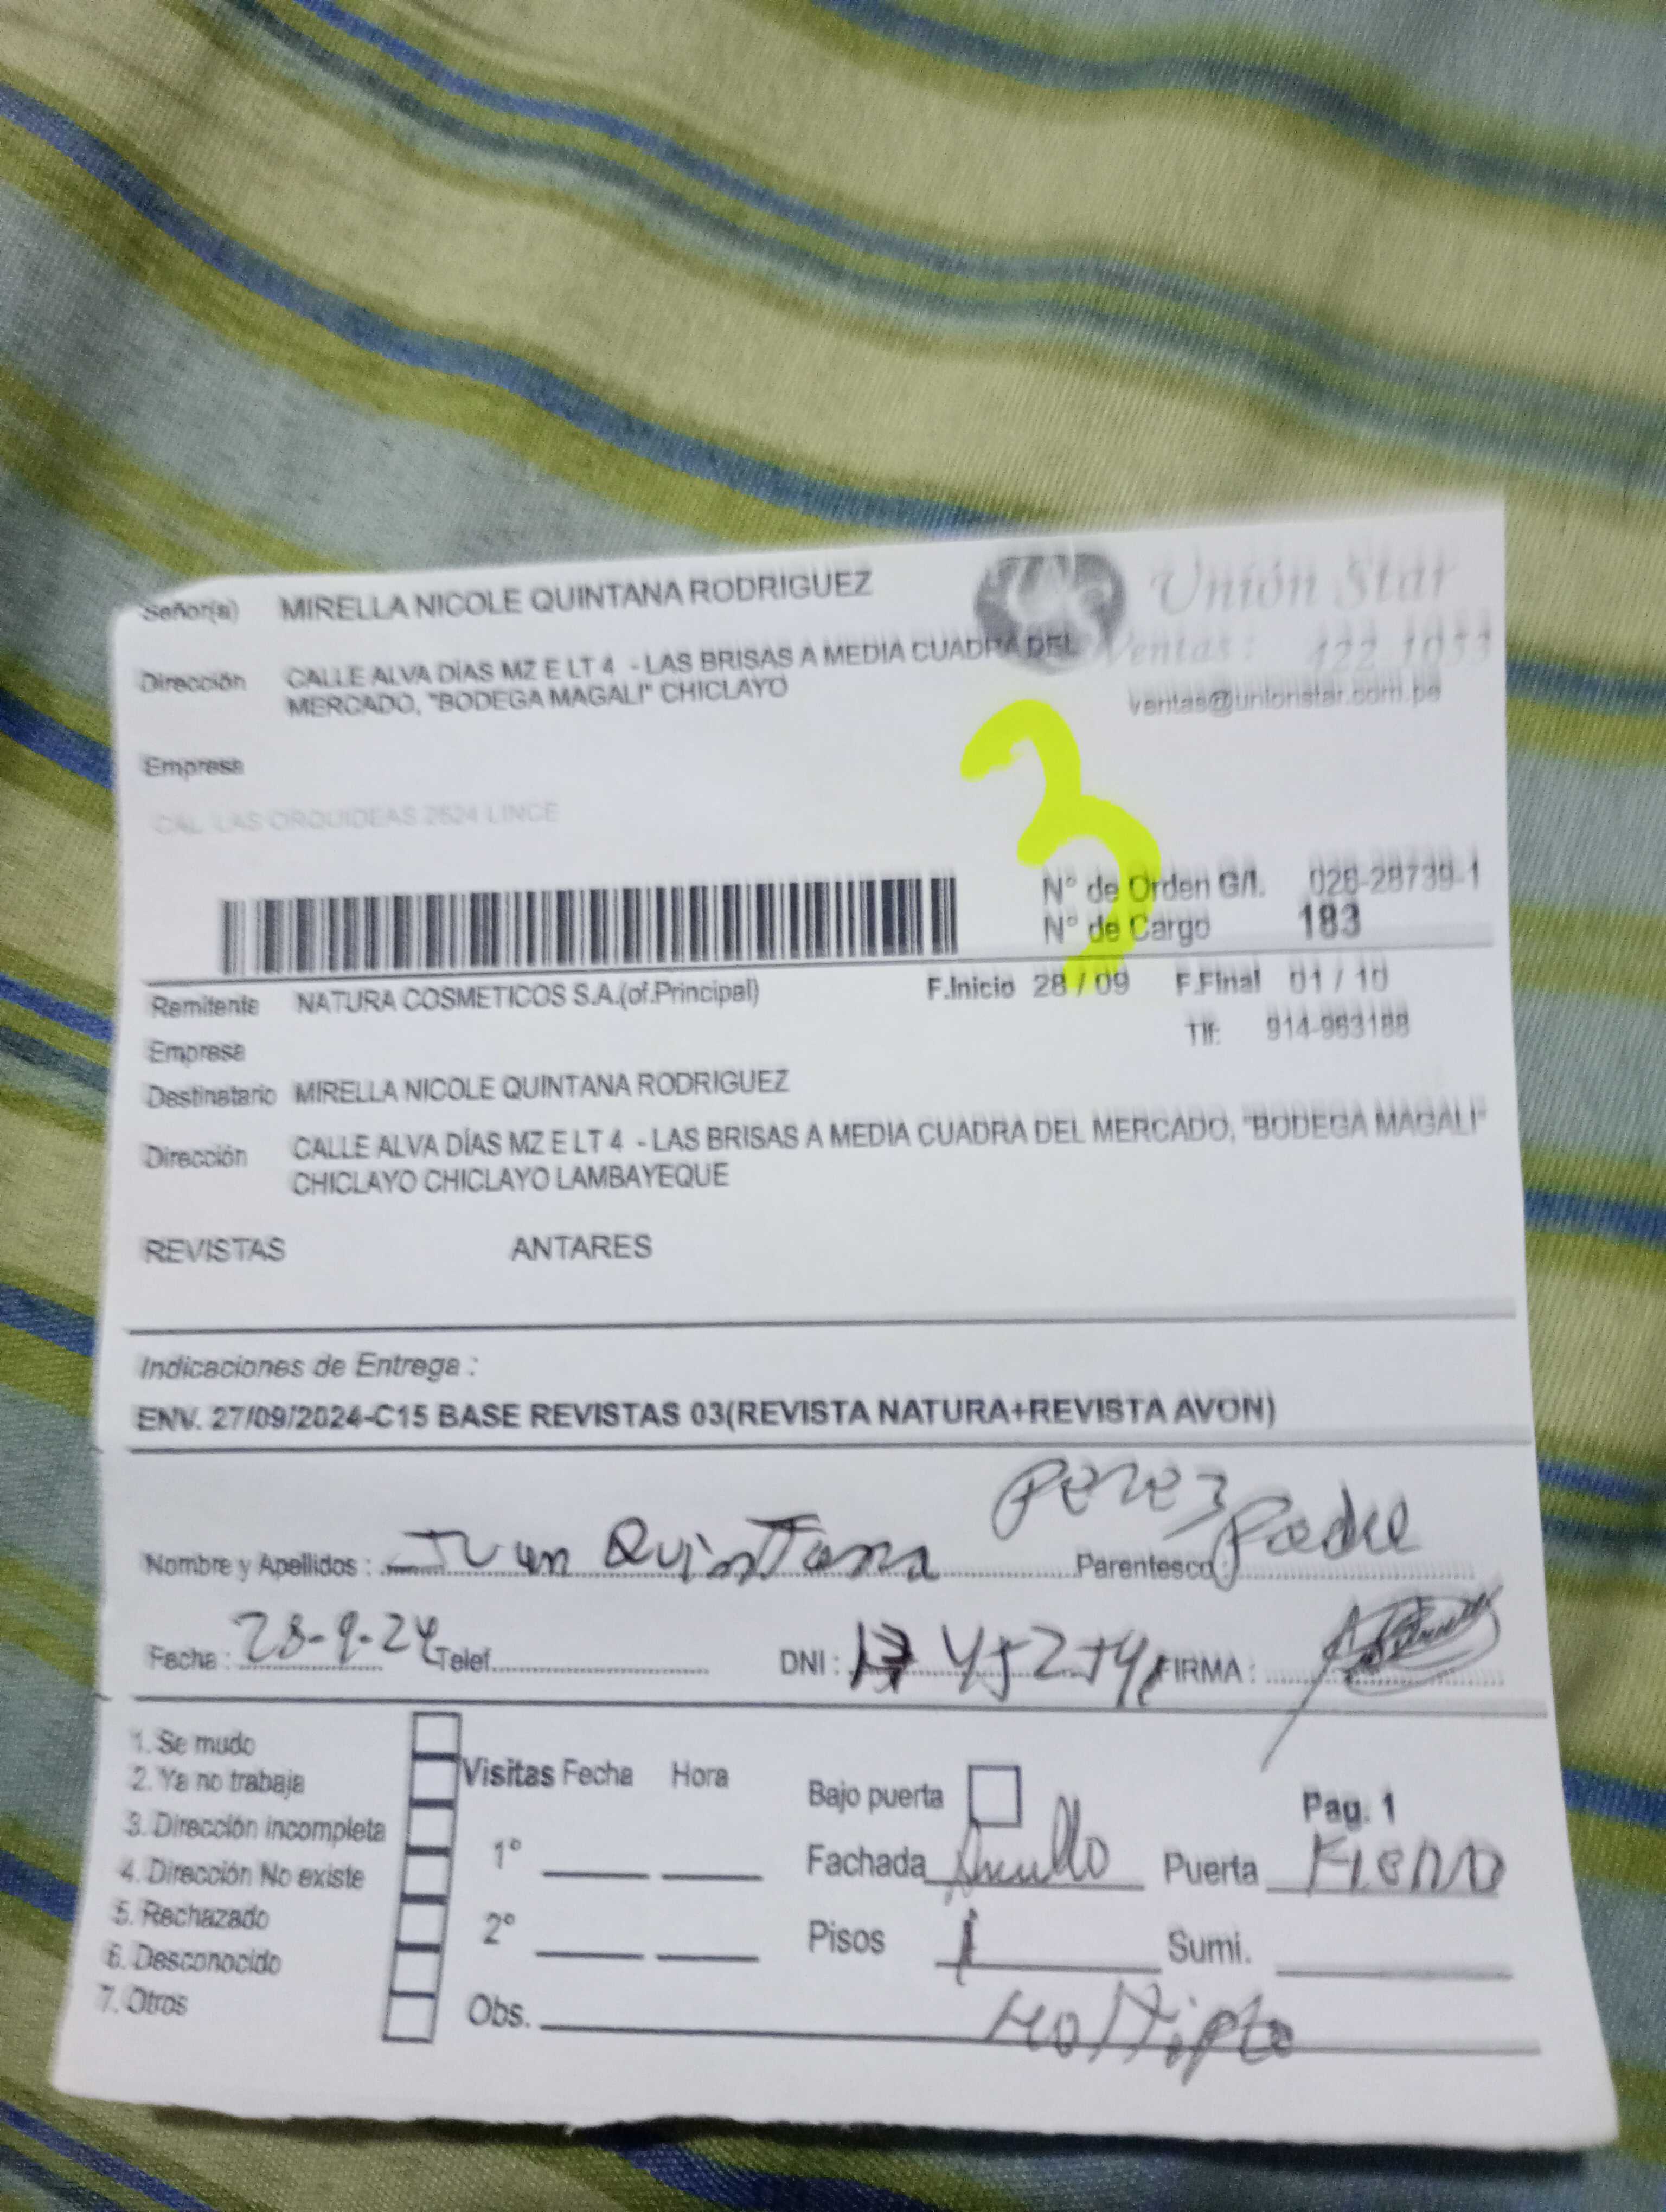 Señor(a) MIRELLA NICOLE QUINTANA RODRIGUEZ
Unión Star
Dirección CALLE ALVA DÍAS MZ E LT 4 - LAS BRISAS A MEDIA CUADRA DEL
Ventas: 422 1053
MERCADO, "BODEGA MAGALI" CHICLAYO
ventas@unionstar.com.pe
3
Empresa
CAL. LAS ORQUIDEAS 2624 LINCE
N° de Orden G/I. 026-28739-1
N° de Cargo 183
Remitente NATURA COSMETICOS S.A.(of.Principal) F.Inicio 28 / 09 F.Final 01 / 10
Empresa Tlf: 914-963188
Destinatario MIRELLA NICOLE QUINTANA RODRIGUEZ
Dirección CALLE ALVA DÍAS MZ E LT 4 - LAS BRISAS A MEDIA CUADRA DEL MERCADO, "BODEGA MAGALI"
CHICLAYO CHICLAYO LAMBAYEQUE
REVISTAS ANTARES
Indicaciones de Entrega :
ENV. 27/09/2024-C15 BASE REVISTAS 03(REVISTA NATURA+REVISTA AVON)
Perez
Nombre y Apellidos : Juan Quintana Parentesco : Padre
Fecha : 28-9-24 Telef. DNI : FIRMA :
1. Se mudo
2. Ya no trabaja
3. Dirección incompleta
4. Dirección No existe
5. Rechazado
6. Desconocido
7. Otros
Visitas Fecha Hora
1°
2°
Obs.
Bajo puerta Pag. 1
Fachada Puerta Fierro
Pisos 1 Sumi.